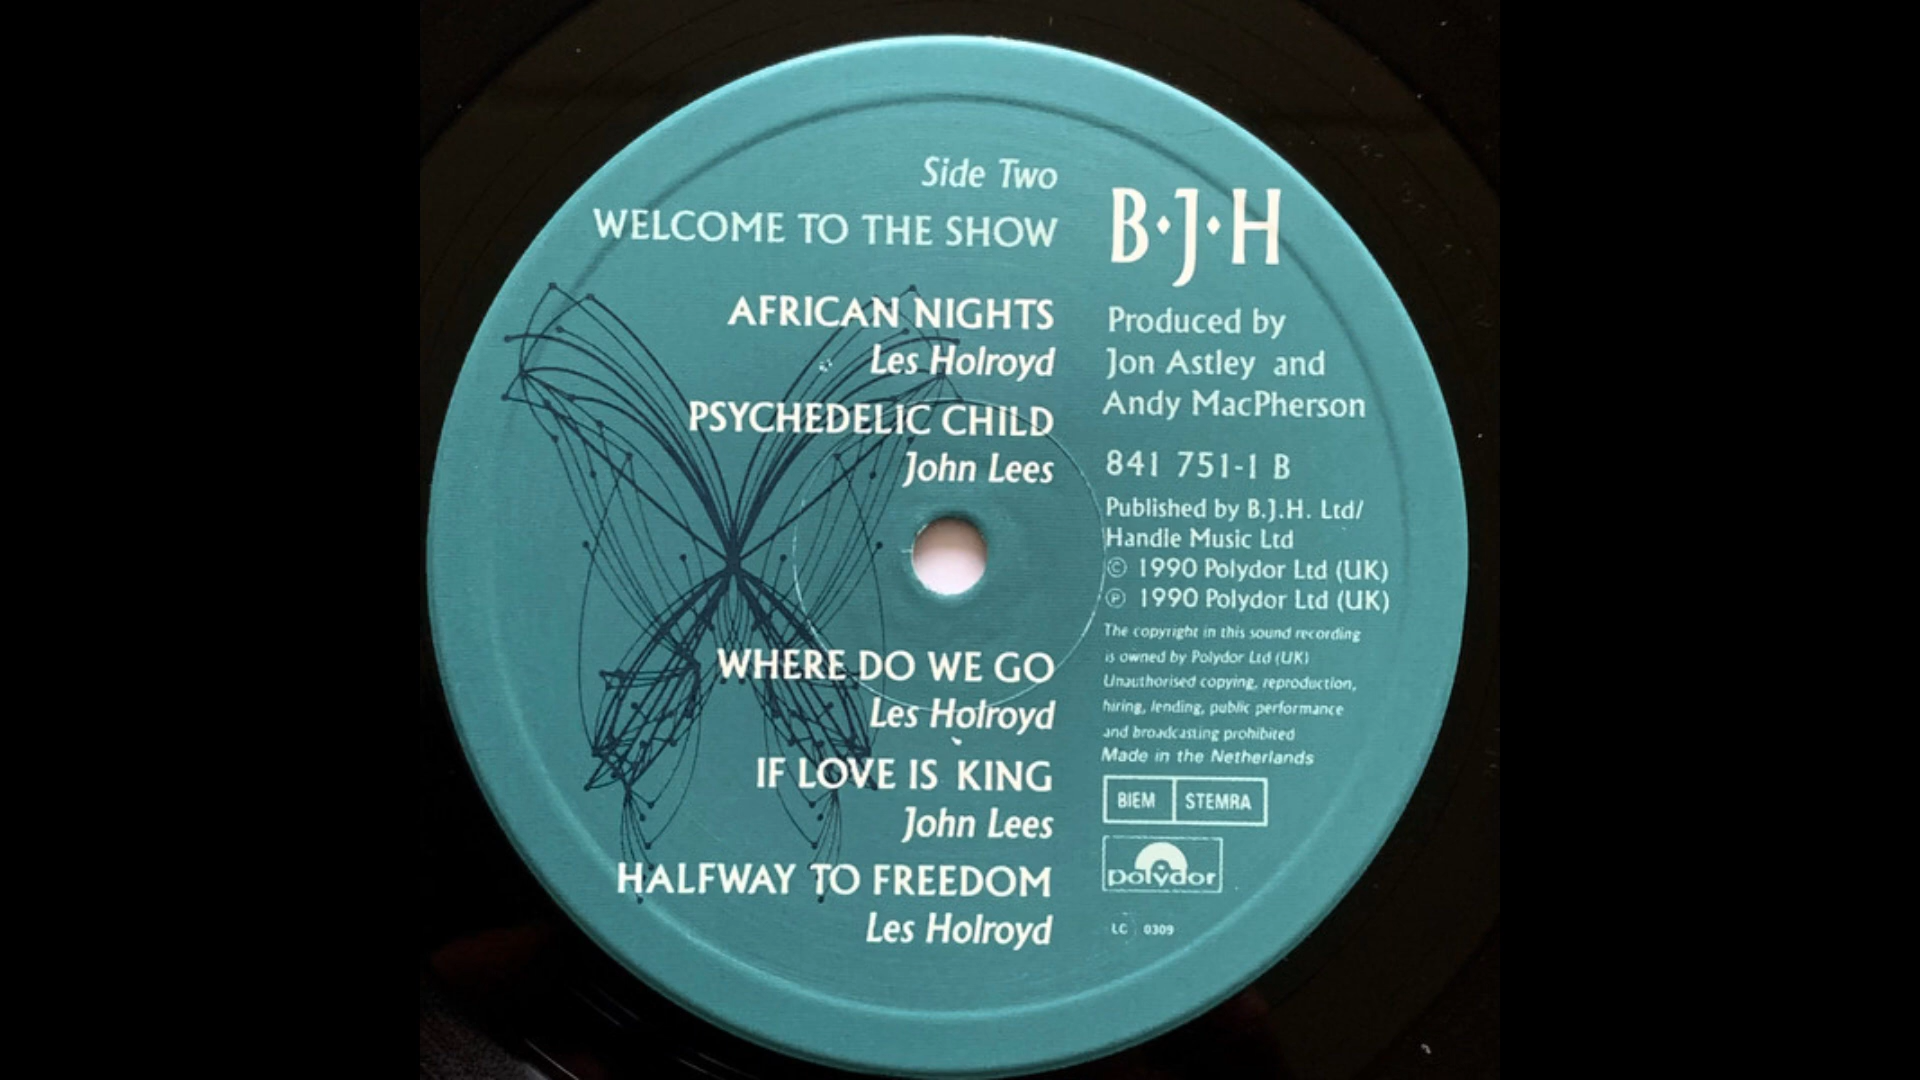 Side Two
WELCOME TO THE SHOW
AFRICAN NIGHTS
Les Holroyd
PSYCHEDELIC CHILD
John Lees
WHERE DO WE GO
Les Holroyd
IF LOVE IS KING
John Lees
HALFWAY TO FREEDOM
Les Holroyd
B·J·H
Produced by
Jon Astley and
Andy MacPherson
841 751-1 B
Published by B.J.H. Ltd/
Handle Music Ltd
© 1990 Polydor Ltd (UK)
℗ 1990 Polydor Ltd (UK)
The copyright in this sound recording
is owned by Polydor Ltd (UK)
Unauthorised copying, reproduction,
hiring, lending, public performance
and broadcasting prohibited
Made in the Netherlands
BIEM STEMRA
polydor
LC 0309